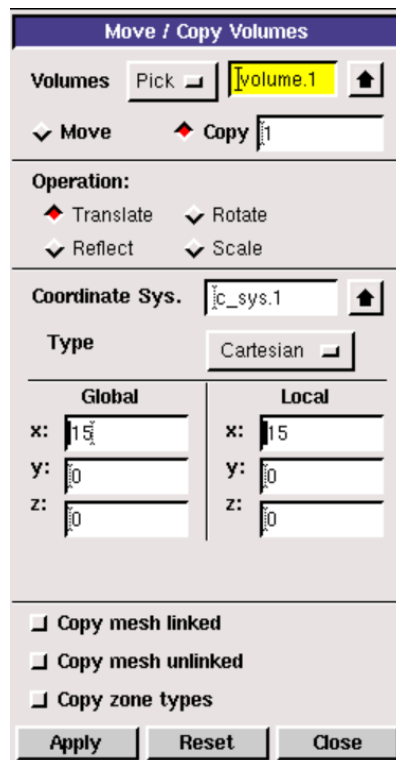 Move / Copy Volumes
Volumes Pick volume.1
Move Copy 1
Operation:
Translate Rotate
Reflect Scale
Coordinate Sys. c_sys.1
Type Cartesian
Global Local
x: 15 x: 15
y: 0 y: 0
z: 0 z: 0
Copy mesh linked
Copy mesh unlinked
Copy zone types
Apply Reset Close